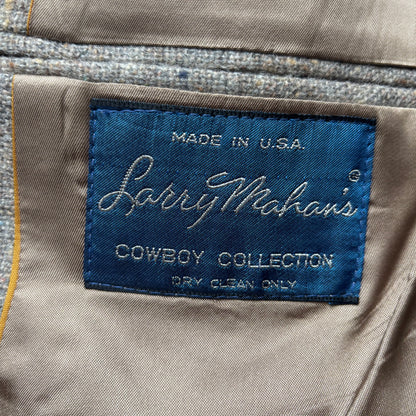 MADE IN U.S.A.
Larry Mahan's ®
COWBOY COLLECTION
DRY CLEAN ONLY